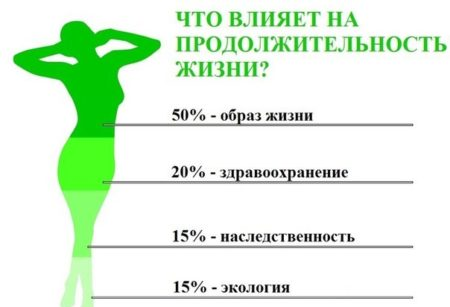 ЧТО ВЛИЯЕТ НА
ПРОДОЛЖИТЕЛЬНОСТЬ
ЖИЗНИ?
50% - образ жизни
20% - здравоохранение
15% - наследственность
15% - экология